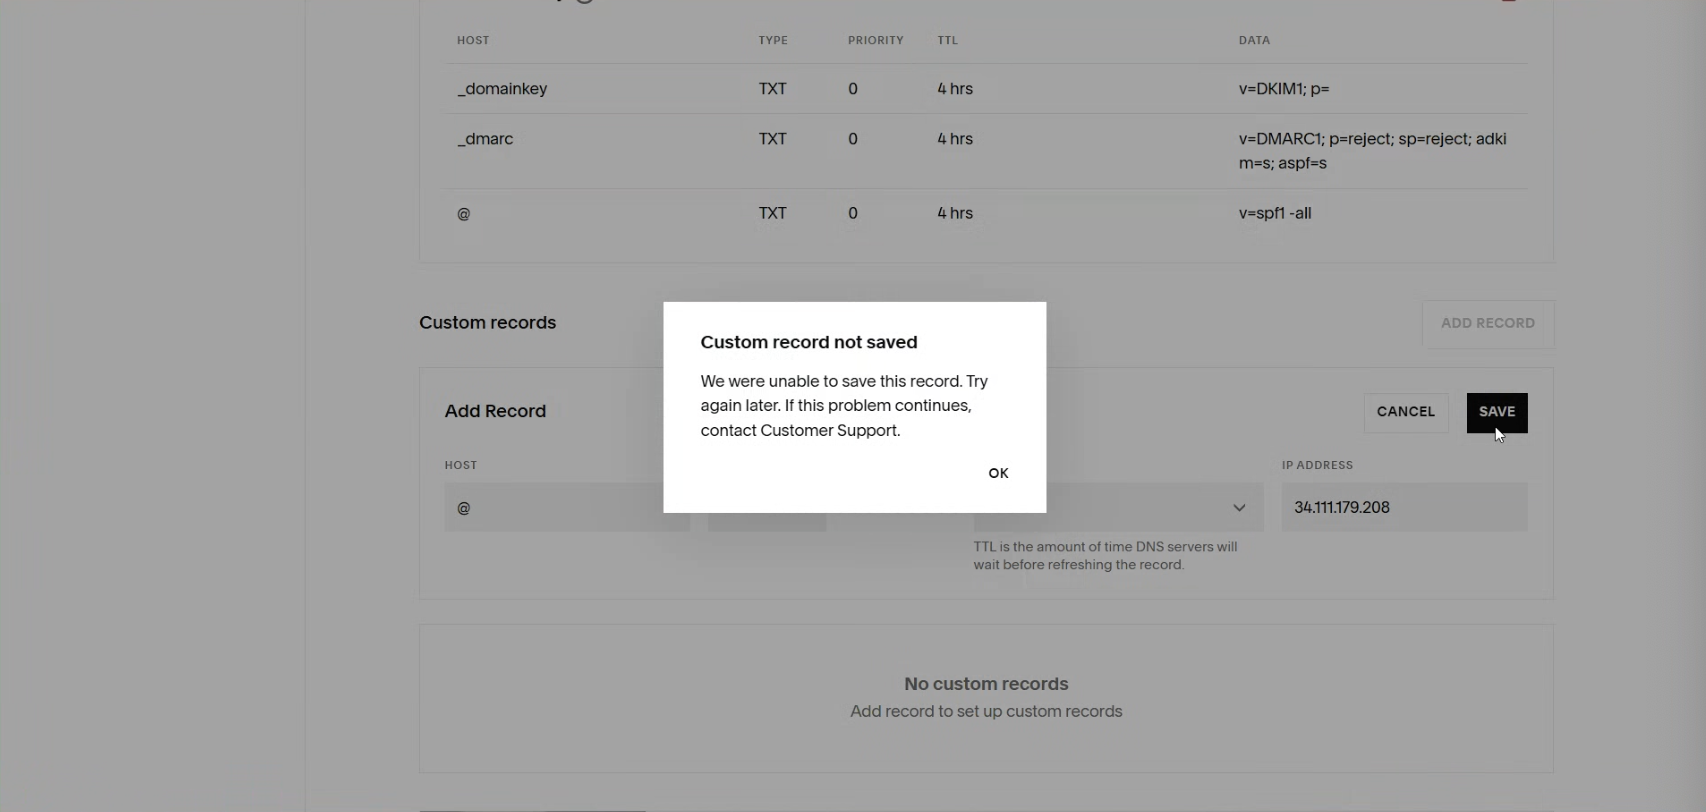 HOST TYPE PRIORITY TTL DATA
_domainkey TXT 0 4 hrs v=DKIM1; p=
_dmarc TXT 0 4 hrs v=DMARC1; p=reject; sp=reject; adki
m=s; aspf=s
@ TXT 0 4 hrs v=spf1 -all
Custom records
ADD RECORD
Custom record not saved
We were unable to save this record. Try
again later. If this problem continues,
contact Customer Support.
OK
Add Record
CANCEL SAVE
HOST IP ADDRESS
@ 34.111.179.208
TTL is the amount of time DNS servers will
wait before refreshing the record.
No custom records
Add record to set up custom records